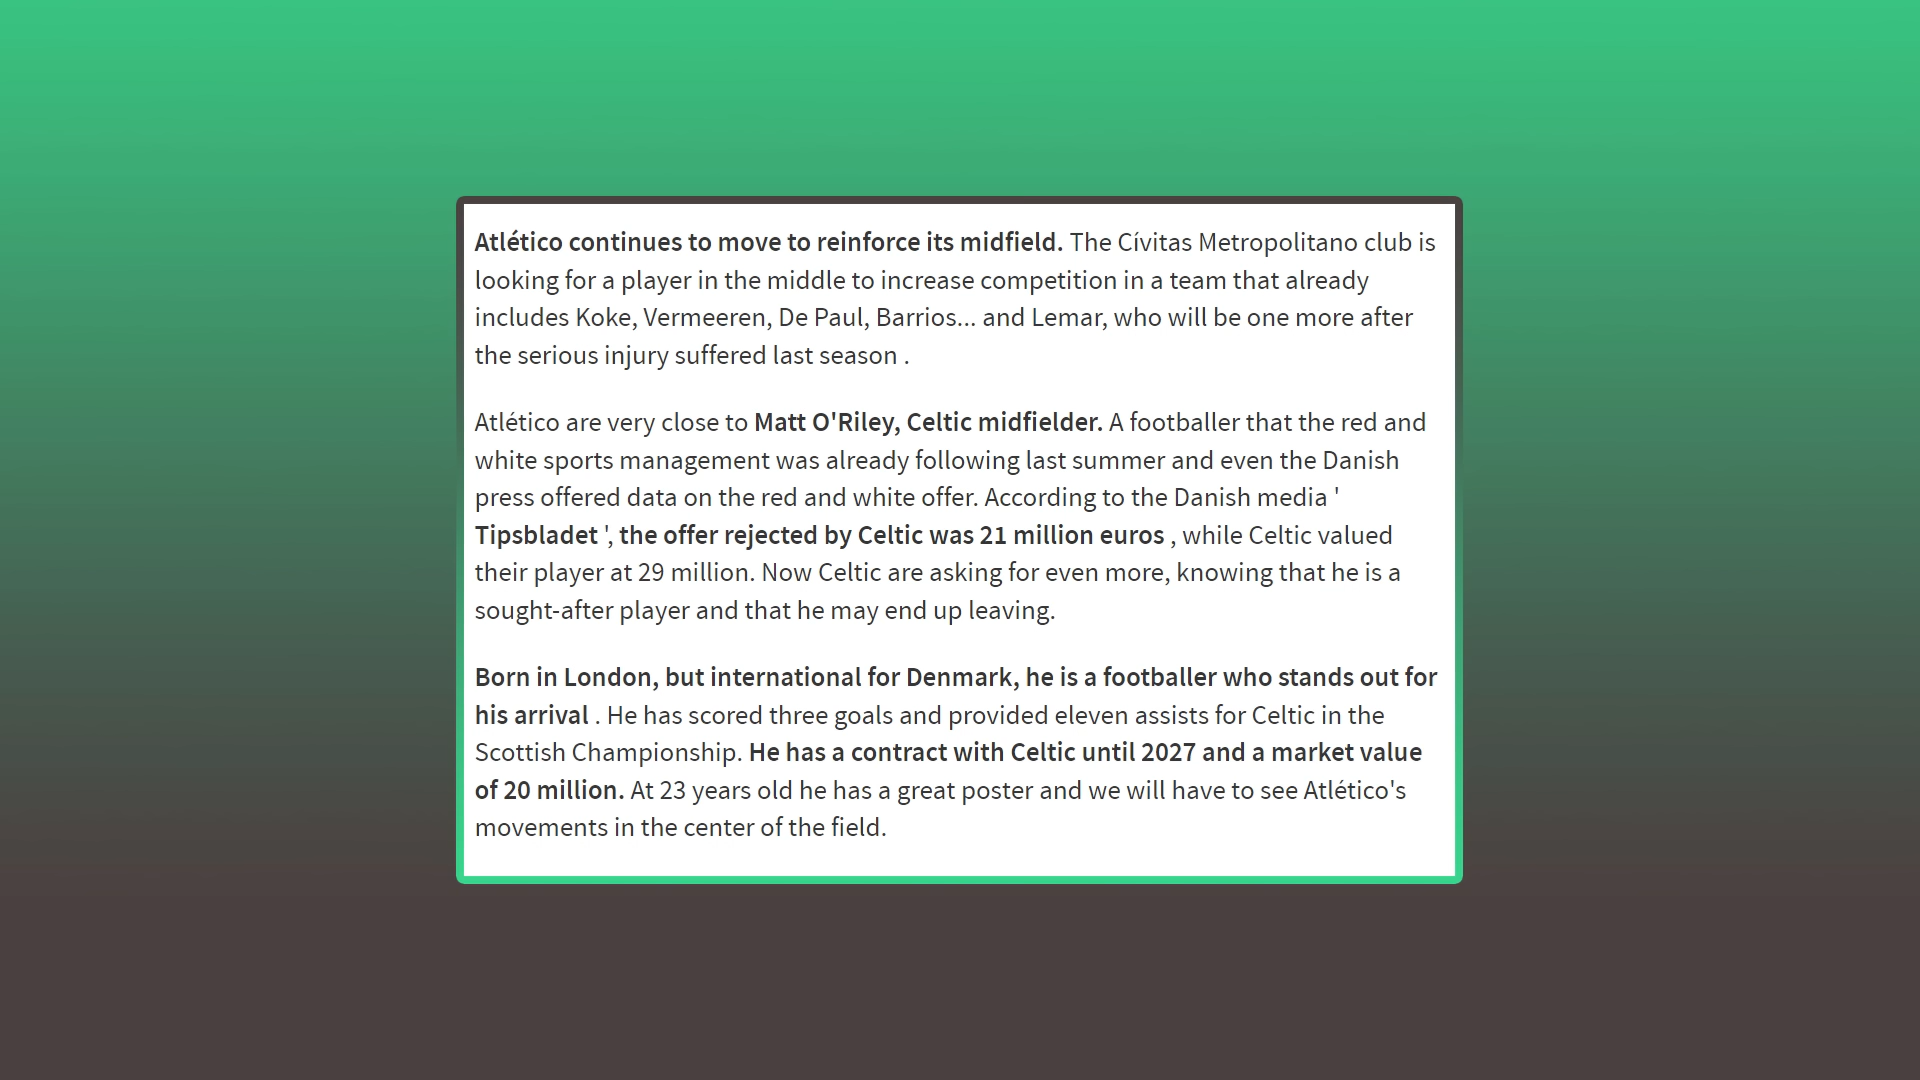 Atlético continues to move to reinforce its midfield. The Cívitas Metropolitano club is
looking for a player in the middle to increase competition in a team that already
includes Koke, Vermeeren, De Paul, Barrios... and Lemar, who will be one more after
the serious injury suffered last season .
Atlético are very close to Matt O'Riley, Celtic midfielder. A footballer that the red and
white sports management was already following last summer and even the Danish
press offered data on the red and white offer. According to the Danish media '
Tipsbladet ', the offer rejected by Celtic was 21 million euros , while Celtic valued
their player at 29 million. Now Celtic are asking for even more, knowing that he is a
sought-after player and that he may end up leaving.
Born in London, but international for Denmark, he is a footballer who stands out for
his arrival . He has scored three goals and provided eleven assists for Celtic in the
Scottish Championship. He has a contract with Celtic until 2027 and a market value
of 20 million. At 23 years old he has a great poster and we will have to see Atlético's
movements in the center of the field.